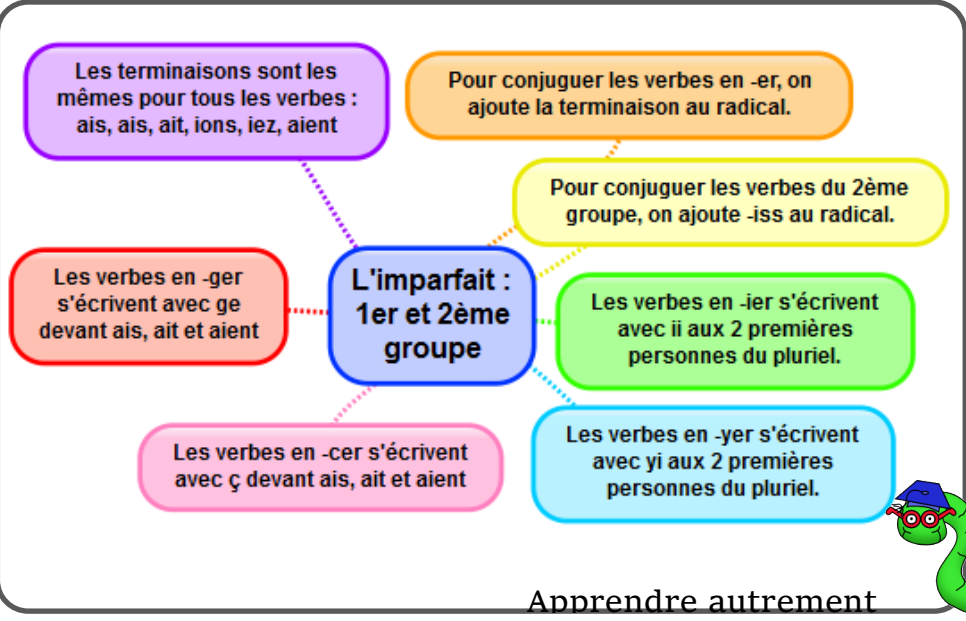 Les terminaisons sont les
mêmes pour tous les verbes :
ais, ais, ait, ions, iez, aient
Pour conjuguer les verbes en -er, on
ajoute la terminaison au radical.
Pour conjuguer les verbes du 2ème
groupe, on ajoute -iss au radical.
Les verbes en -ger
s'écrivent avec ge
devant ais, ait et aient
L'imparfait :
1er et 2ème
groupe
Les verbes en -ier s'écrivent
avec ii aux 2 premières
personnes du pluriel.
Les verbes en -cer s'écrivent
avec ç devant ais, ait et aient
Les verbes en -yer s'écrivent
avec yi aux 2 premières
personnes du pluriel.
Apprendre autrement